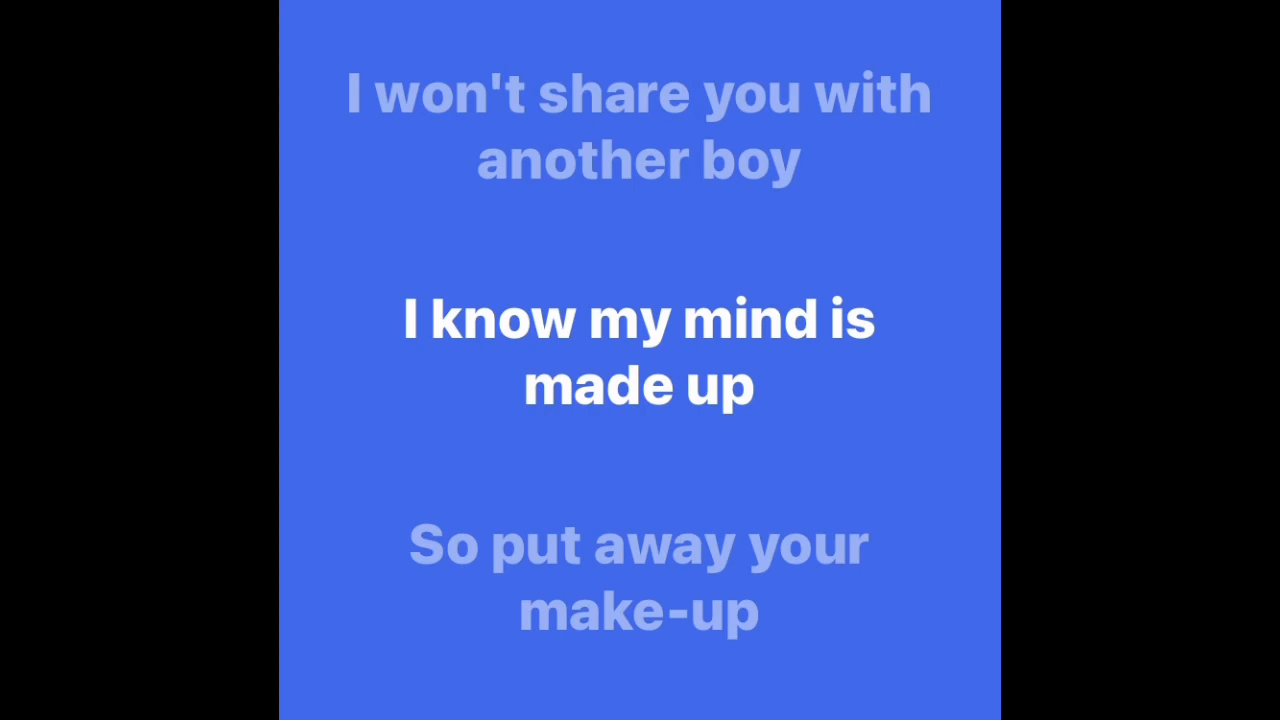 I won't share you with
another boy
I know my mind is
made up
So put away your
make-up